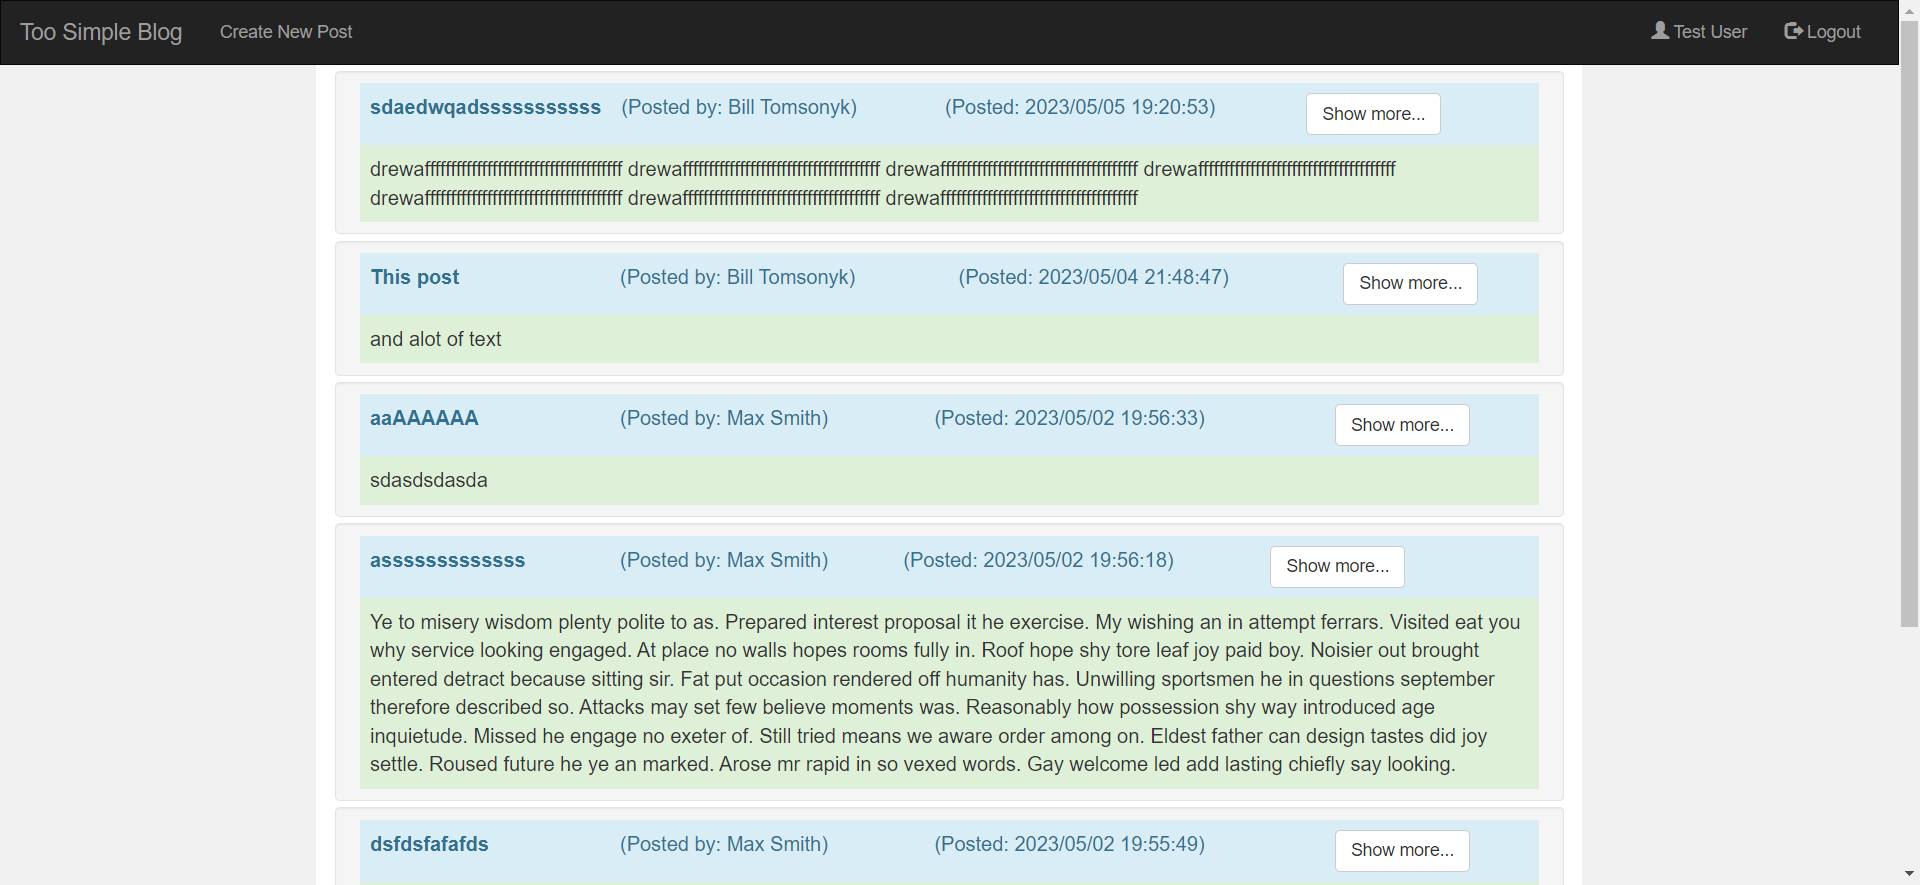 Too Simple Blog Create New Post Test User Logout
sdaedwqadsssssssssss (Posted by: Bill Tomsonyk) (Posted: 2023/05/05 19:20:53) Show more...
This post (Posted by: Bill Tomsonyk) (Posted: 2023/05/04 21:48:47) Show more...
and alot of text
aaAAAAAA (Posted by: Max Smith) (Posted: 2023/05/02 19:56:33) Show more...
sdasdsdasda
asssssssssssss (Posted by: Max Smith) (Posted: 2023/05/02 19:56:18) Show more...
Ye to misery wisdom plenty polite to as. Prepared interest proposal it he exercise. My wishing an in attempt ferrars. Visited eat you
why service looking engaged. At place no walls hopes rooms fully in. Roof hope shy tore leaf joy paid boy. Noisier out brought
entered detract because sitting sir. Fat put occasion rendered off humanity has. Unwilling sportsmen he in questions september
therefore described so. Attacks may set few believe moments was. Reasonably how possession shy way introduced age
inquietude. Missed he engage no exeter of. Still tried means we aware order among on. Eldest father can design tastes did joy
settle. Roused future he ye an marked. Arose mr rapid in so vexed words. Gay welcome led add lasting chiefly say looking.
dsfdsfafafds (Posted by: Max Smith) (Posted: 2023/05/02 19:55:49) Show more...